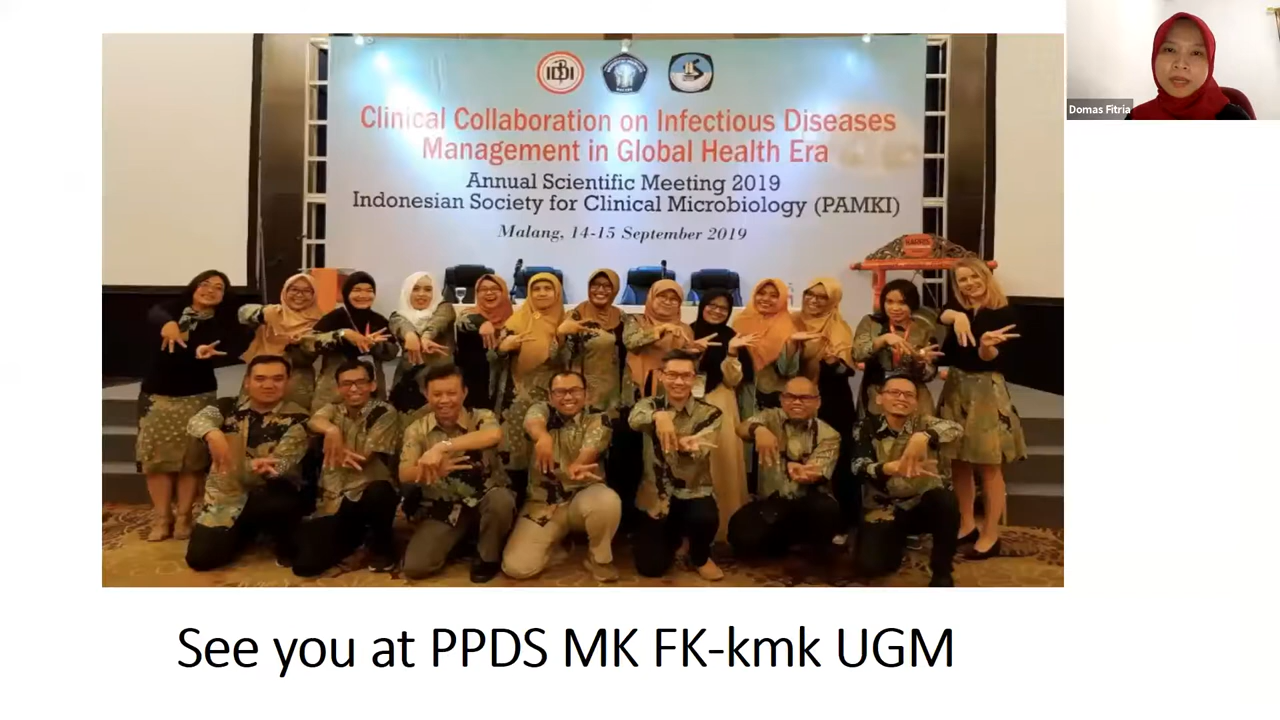 IDI
Clinical Collaboration on Infectious Diseases
Management in Global Health Era
Annual Scientific Meeting 2019
Indonesian Society for Clinical Microbiology (PAMKI)
Malang, 14-15 September 2019
Domas Fitria
See you at PPDS MK FK-kmk UGM